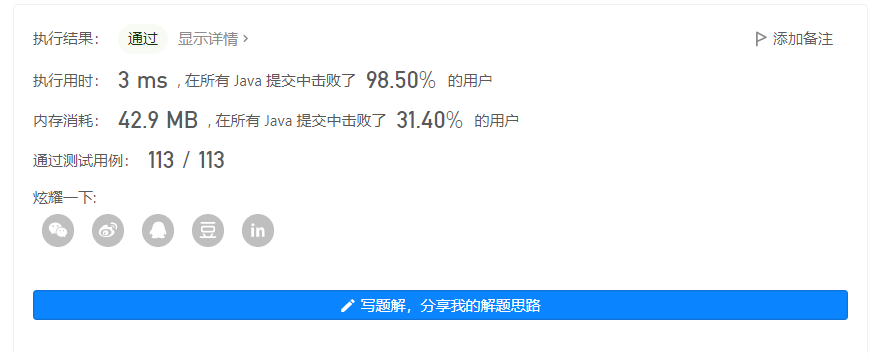 执行结果： 通过 显示详情 › 添加备注
执行用时： 3 ms , 在所有 Java 提交中击败了 98.50% 的用户
内存消耗： 42.9 MB , 在所有 Java 提交中击败了 31.40% 的用户
通过测试用例： 113 / 113
炫耀一下:
豆 in
写题解，分享我的解题思路